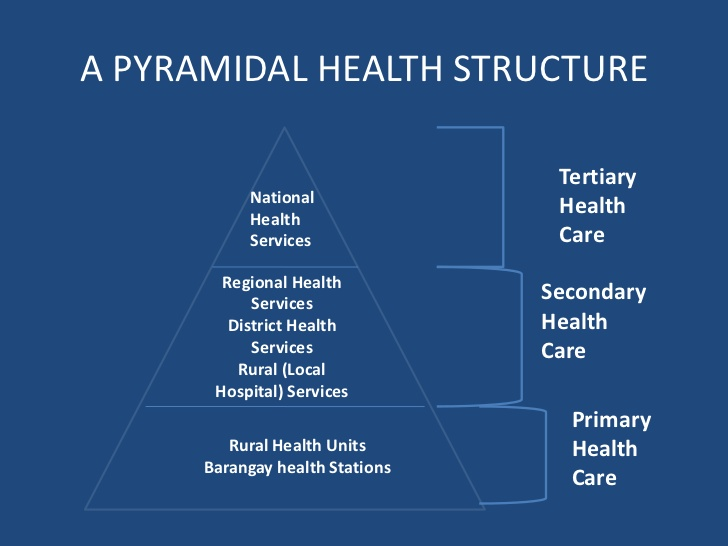 A PYRAMIDAL HEALTH STRUCTURE
National
Health
Services
Tertiary
Health
Care
Regional Health
Services
District Health
Services
Rural (Local
Hospital) Services
Secondary
Health
Care
Rural Health Units
Barangay health Stations
Primary
Health
Care